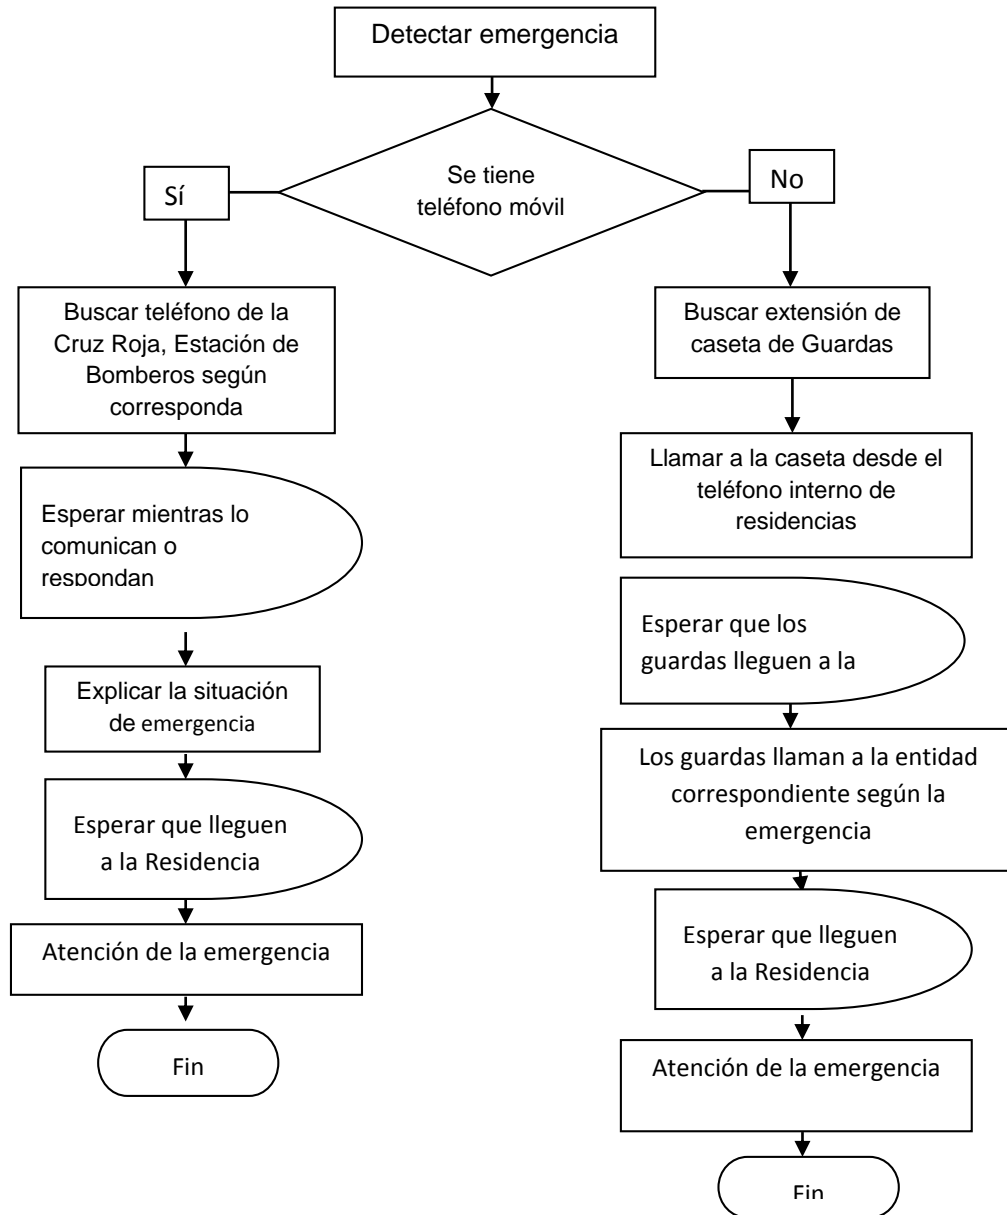 Detectar emergencia
Se tiene
teléfono móvil
Sí
No
Buscar teléfono de la
Cruz Roja, Estación de
Bomberos según
corresponda
Esperar mientras lo
comunican o
respondan
Explicar la situación
de emergencia
Esperar que lleguen
a la Residencia
Atención de la emergencia
Fin
Buscar extensión de
caseta de Guardas
Llamar a la caseta desde el
teléfono interno de
residencias
Esperar que los
guardas lleguen a la
Los guardas llaman a la entidad
correspondiente según la
emergencia
Esperar que lleguen
a la Residencia
Atención de la emergencia
Fin